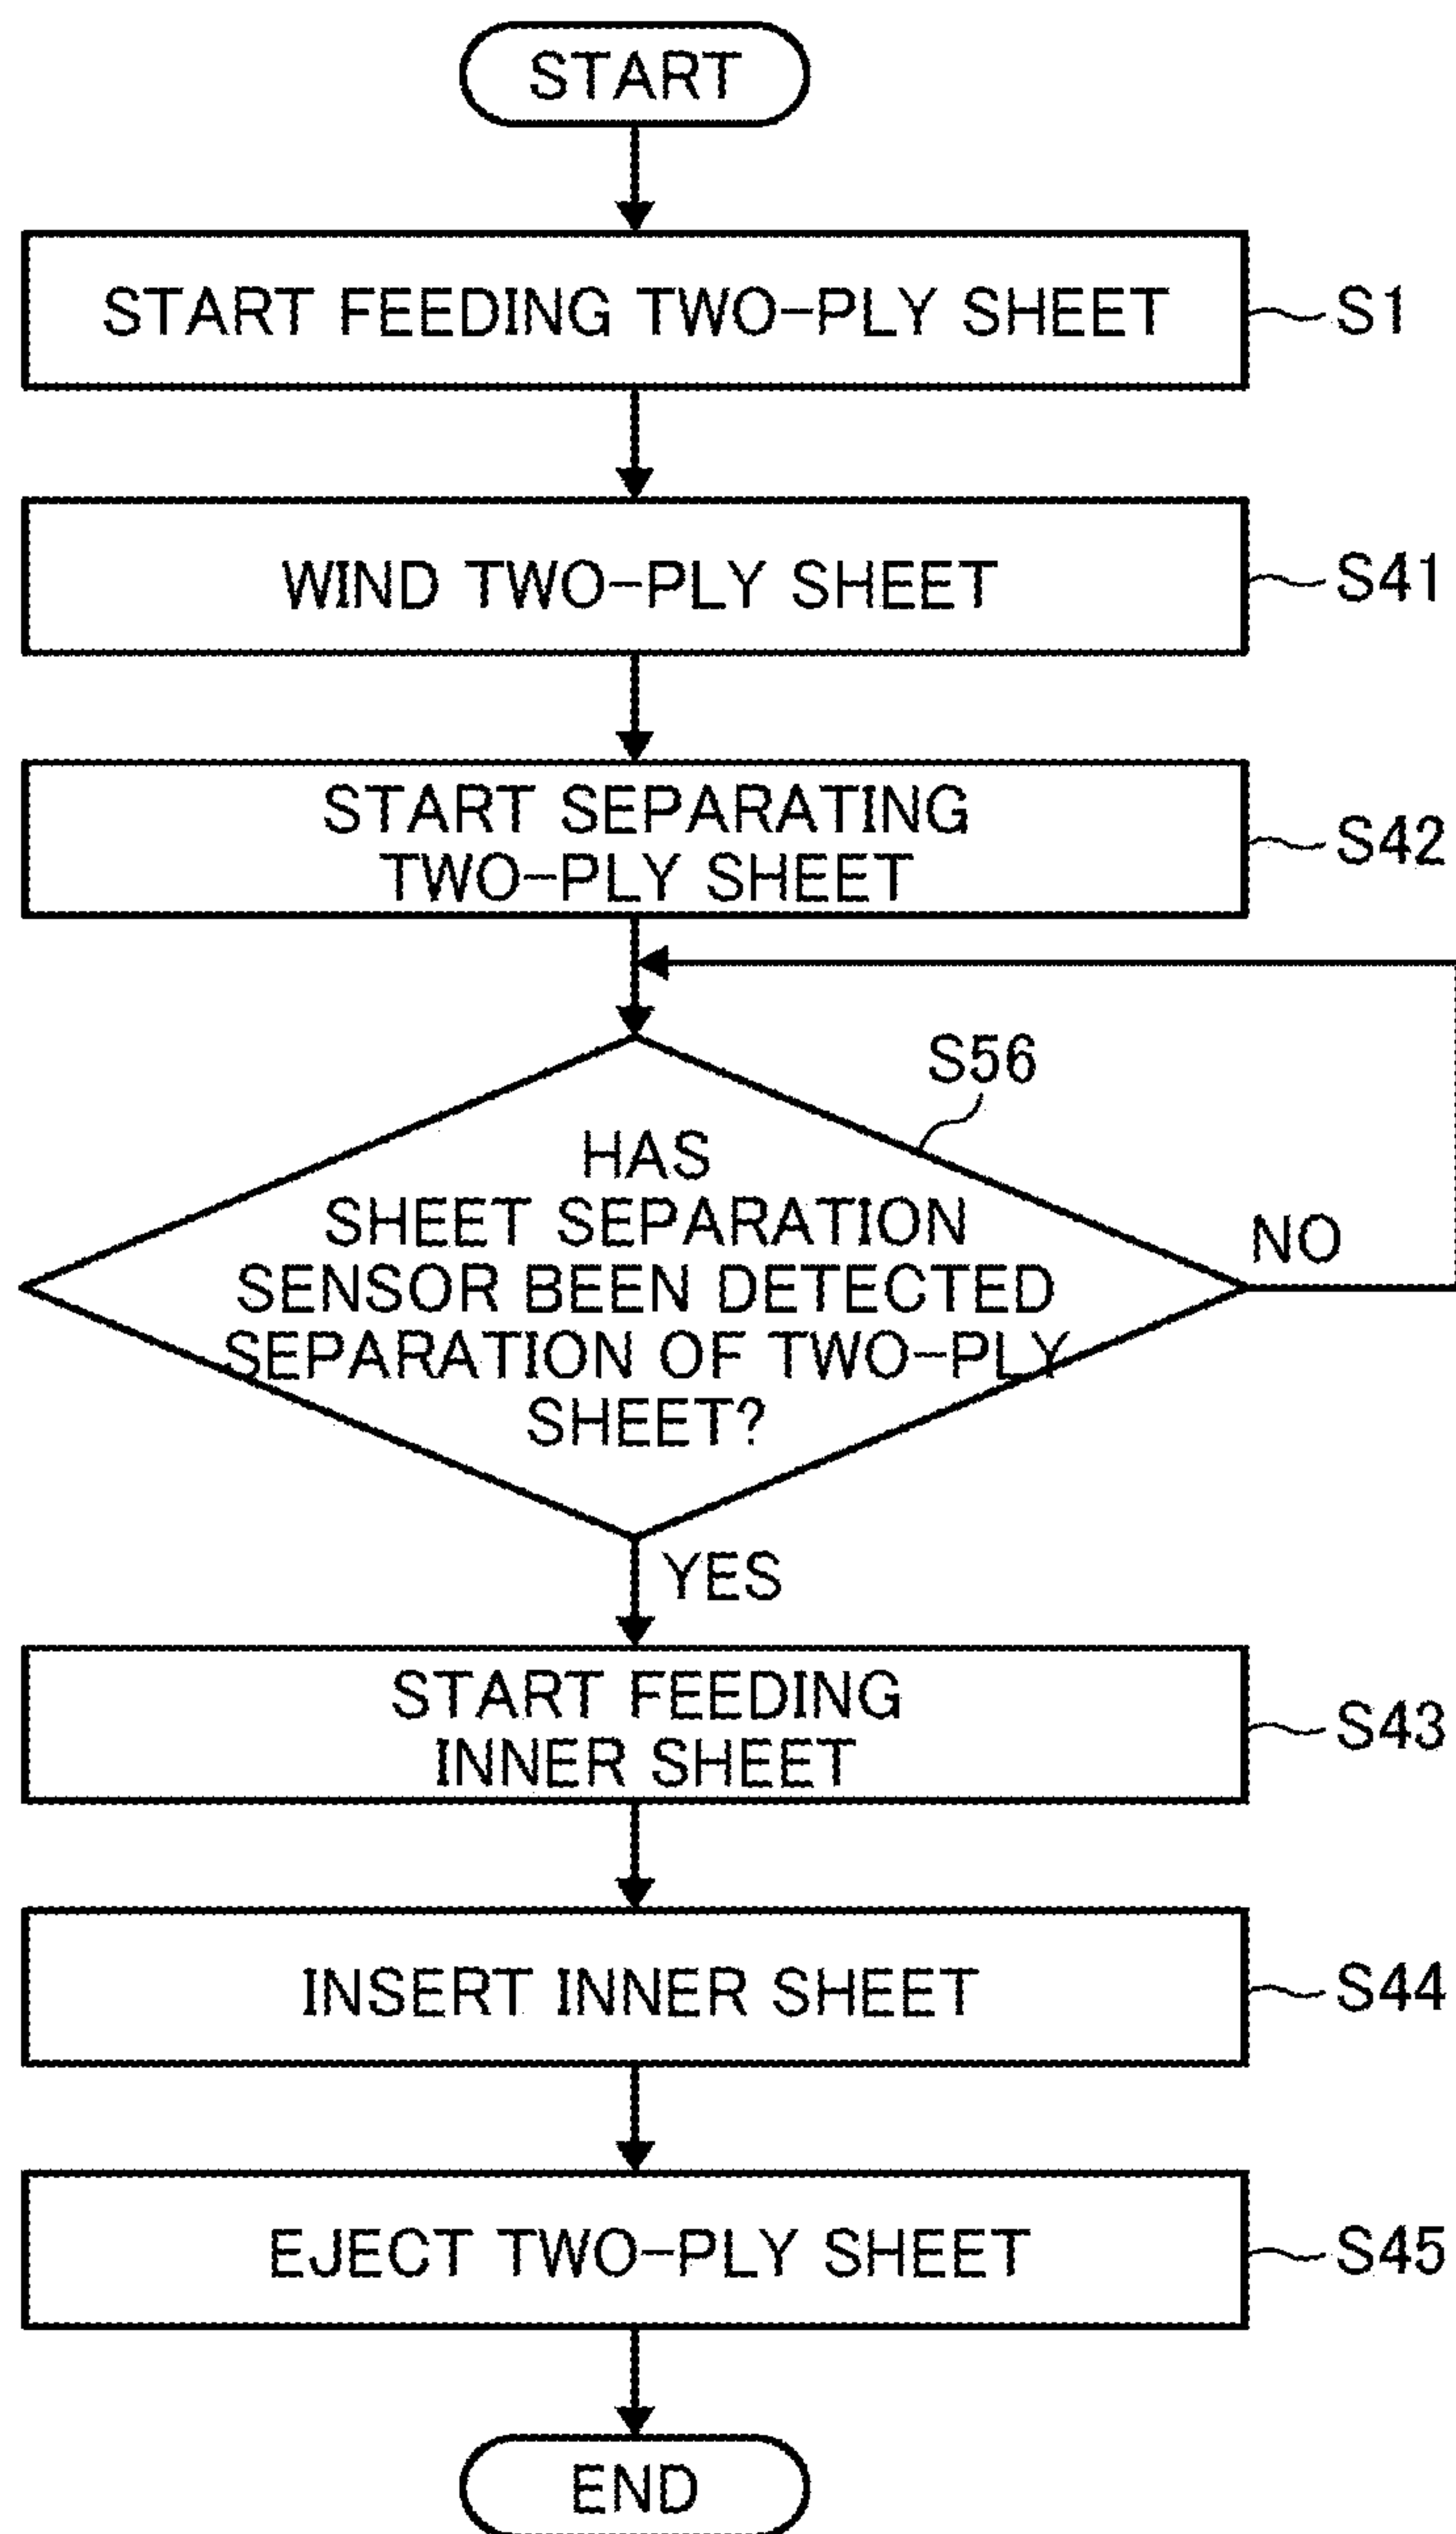 START
START FEEDING TWO-PLY SHEET
S1
WIND TWO-PLY SHEET
S41
START SEPARATING
TWO-PLY SHEET
S42
S56
HAS
SHEET SEPARATION
SENSOR BEEN DETECTED
SEPARATION OF TWO-PLY
SHEET?
NO
YES
START FEEDING
INNER SHEET
S43
INSERT INNER SHEET
S44
EJECT TWO-PLY SHEET
S45
END